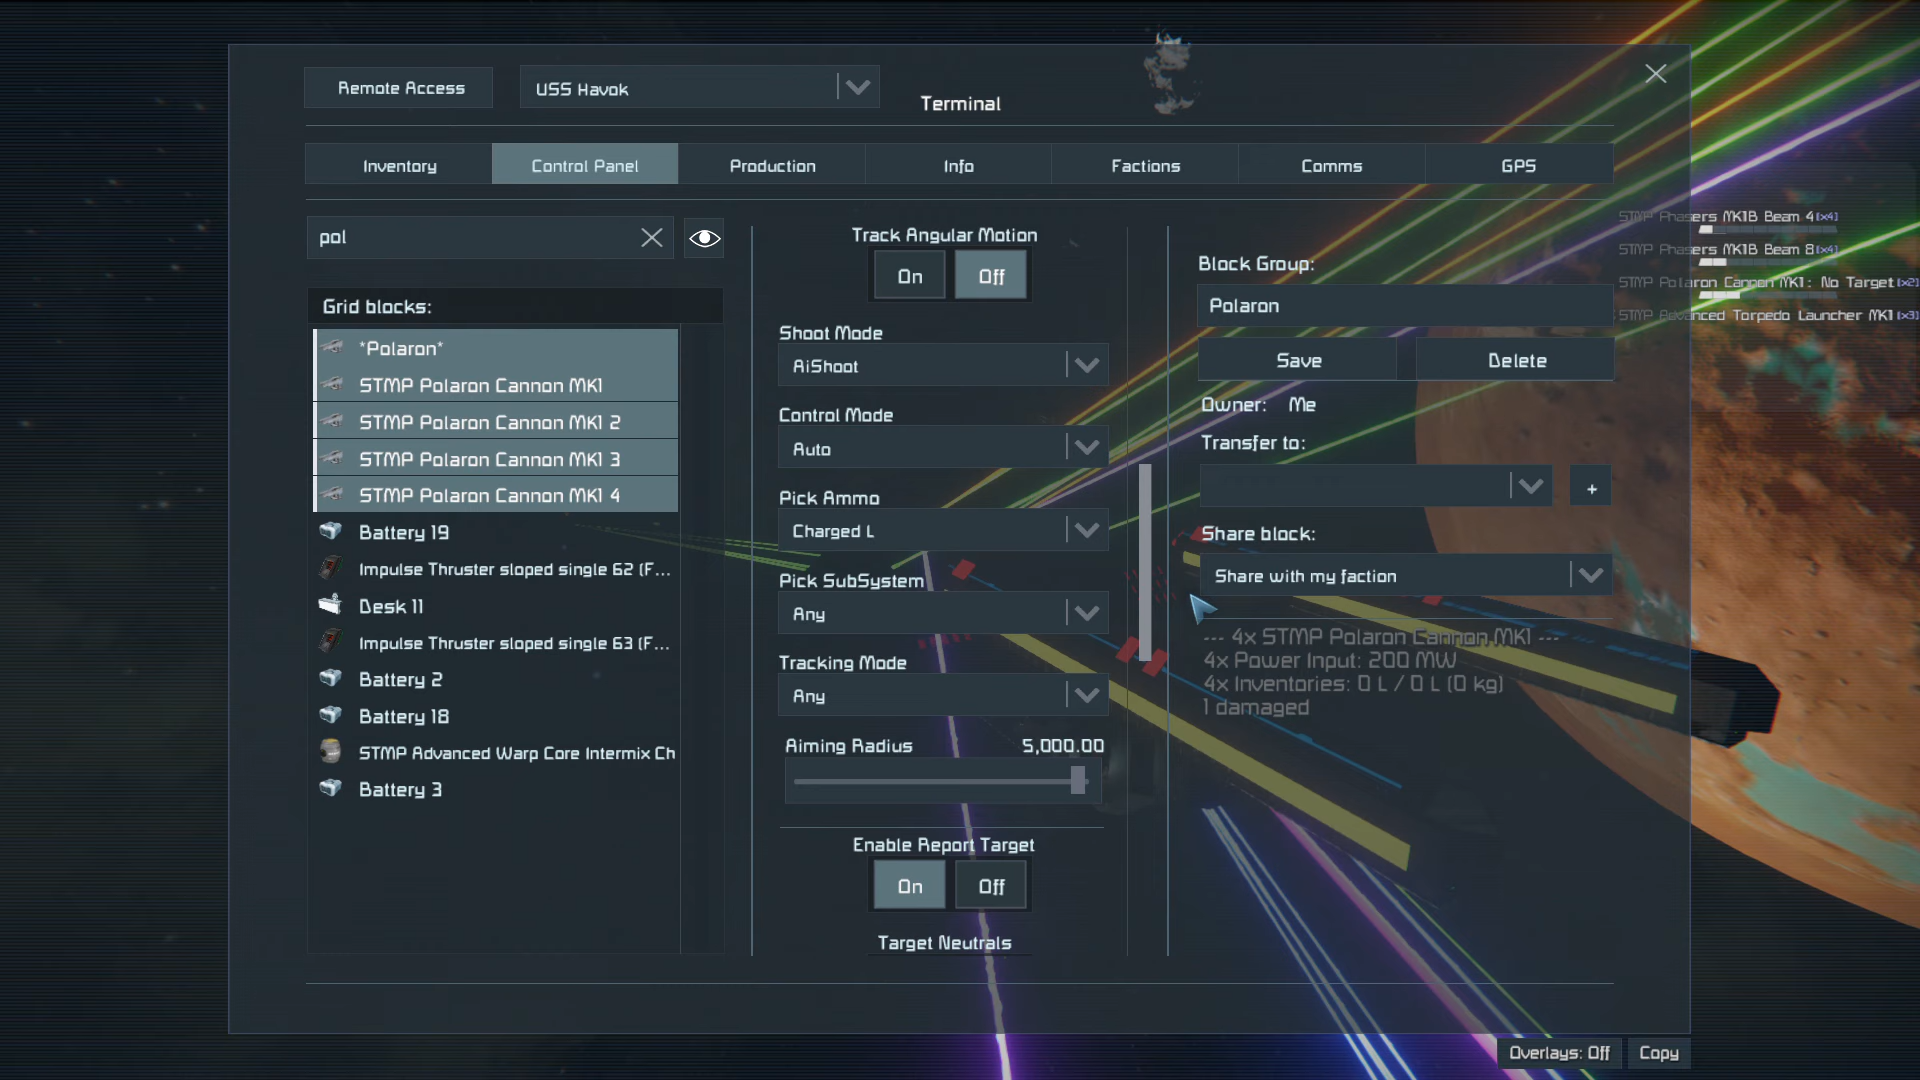 Remote Access
USS Havok
Terminal
Inventory
Control Panel
Production
Info
Factions
Comms
GPS
pol
Grid blocks:
*Polaron*
STMP Polaron Cannon MK1
STMP Polaron Cannon MK1 2
STMP Polaron Cannon MK1 3
STMP Polaron Cannon MK1 4
Battery 19
Impulse Thruster sloped single 62 (F...
Desk 11
Impulse Thruster sloped single 63 (F...
Battery 2
Battery 18
STMP Advanced Warp Core Intermix Ch
Battery 3
Track Angular Motion
On
Off
Shoot Mode
AiShoot
Control Mode
Auto
Pick Ammo
Charged L
Pick SubSystem
Any
Tracking Mode
Any
Aiming Radius
5,000.00
Enable Report Target
On
Off
Target Neutrals
Block Group:
Polaron
Save
Delete
Owner: Me
Transfer to:
+
Share block:
Share with my faction
--- 4x STMP Polaron Cannon MK1 ---
4x Power Input: 200 MW
4x Inventories: 0 L / 0 L (0 kg)
1 damaged
STMP Phasers MK11B Beam 4 [x4]
STMP Phasers MK11B Beam 8 [x4]
STMP Polaron Cannon MK1: No Target [x2]
STMP Advanced Torpedo Launcher MK1 [x3]
Overlays: Off
Copy